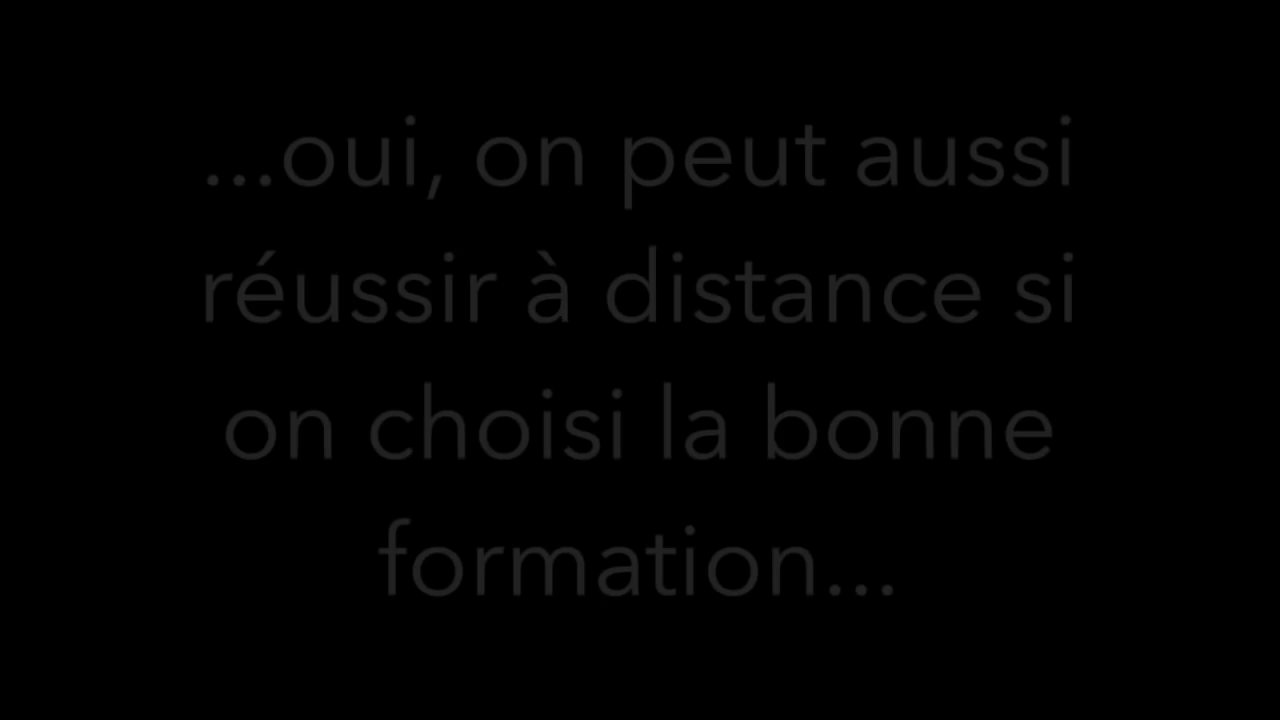 ...oui, on peut aussi
réussir à distance si
on choisi la bonne
formation...